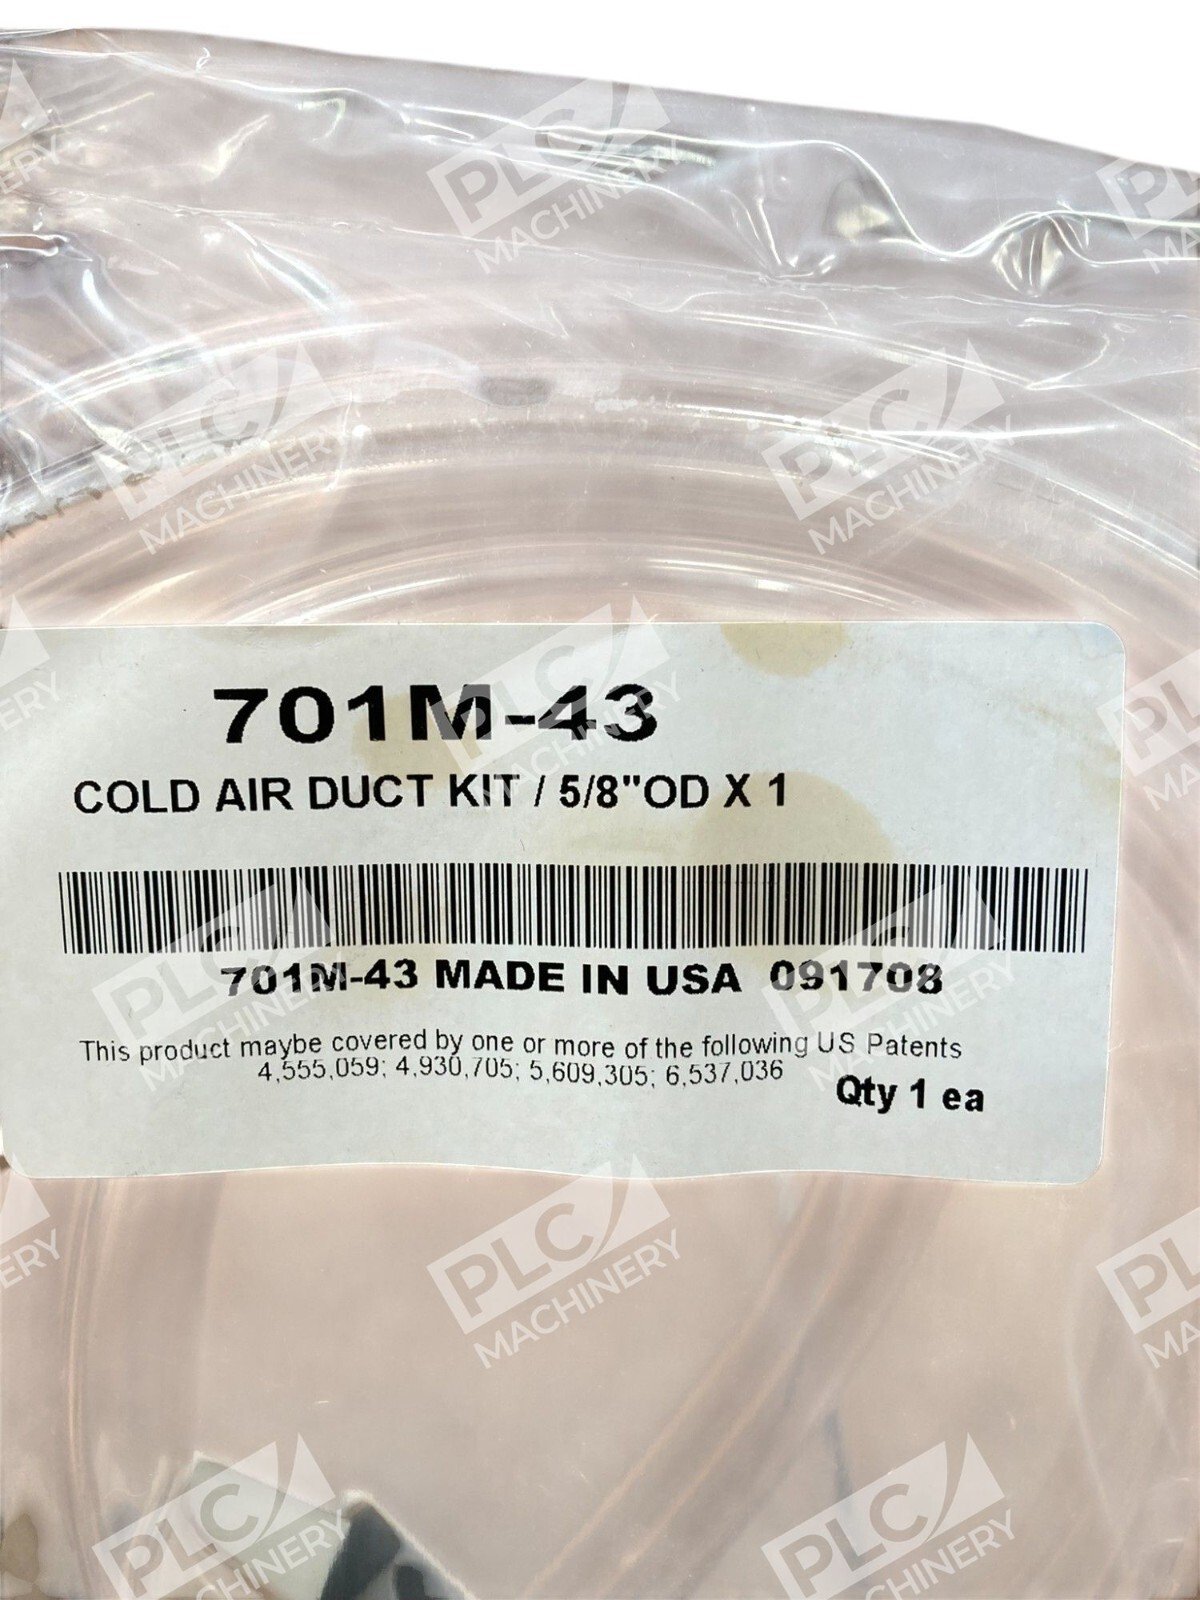 701M-43
COLD AIR DUCT KIT / 5/8"OD X 1
701M-43 MADE IN USA 091708
This product maybe covered by one or more of the following US Patents
4,555,059; 4,930,705; 5,609,305; 6,537,036
Qty 1 ea
PLC
MACHINERY